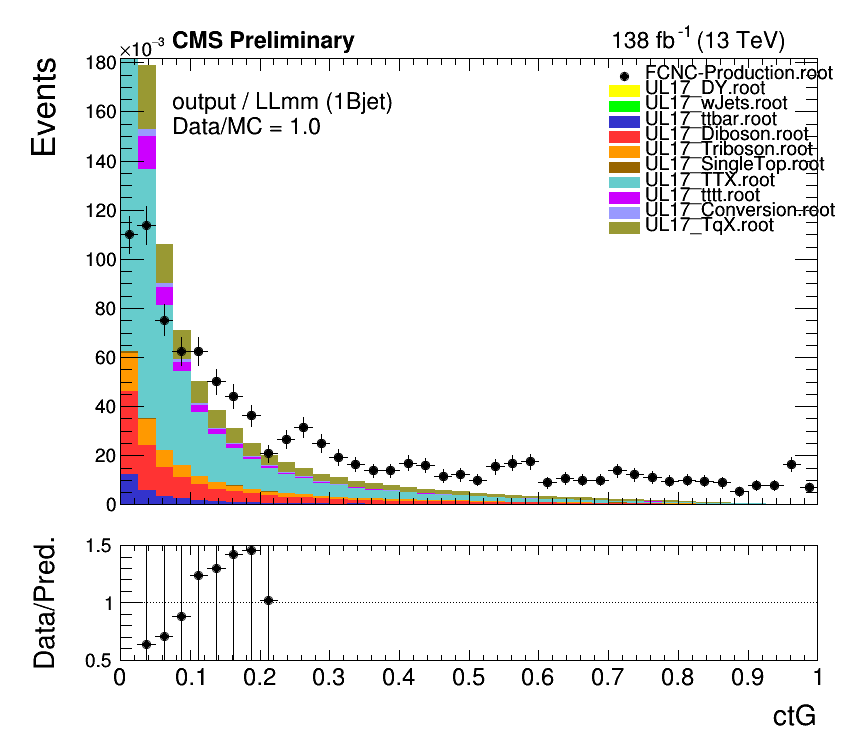 ×10⁻³ CMS Preliminary 138 fb⁻¹ (13 TeV)
Events
180
160
140
120
100
80
60
40
20
0
output / LLmm (1Bjet)
Data/MC = 1.0
FCNC-Production.root
UL17_DY.root
UL17_wJets.root
UL17_ttbar.root
UL17_Diboson.root
UL17_Triboson.root
UL17_SingleTop.root
UL17_TTX.root
UL17_tttt.root
UL17_Conversion.root
UL17_TqX.root
Data/Pred.
1.5
1
0.5
0 0.1 0.2 0.3 0.4 0.5 0.6 0.7 0.8 0.9 1
ctG